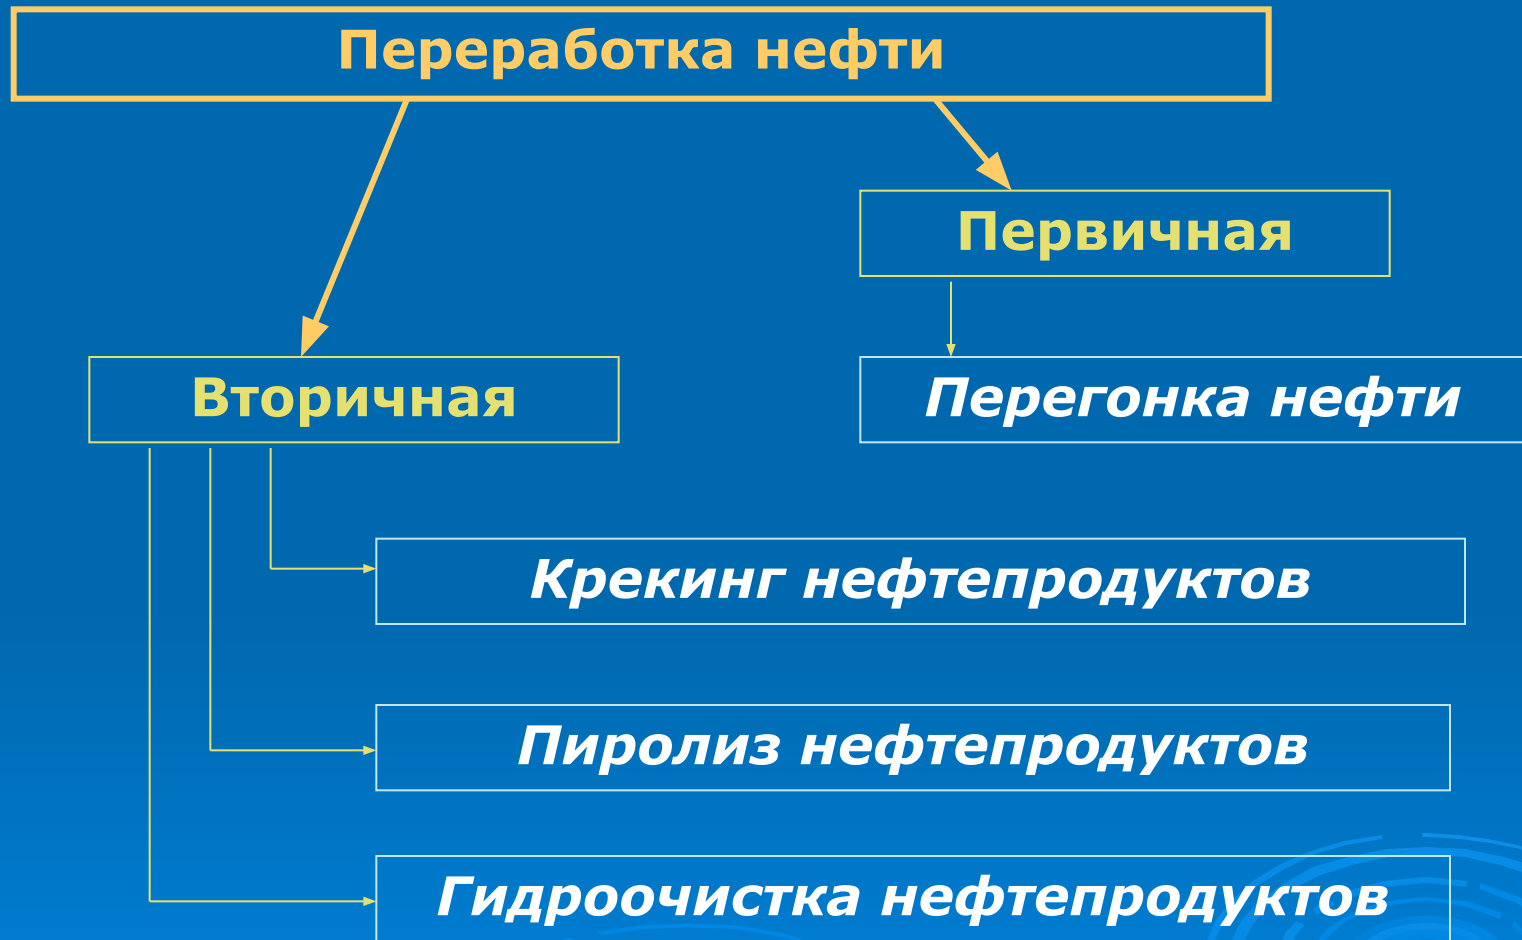 Переработка нефти
Первичная
Вторичная
Перегонка нефти
Крекинг нефтепродуктов
Пиролиз нефтепродуктов
Гидроочистка нефтепродуктов